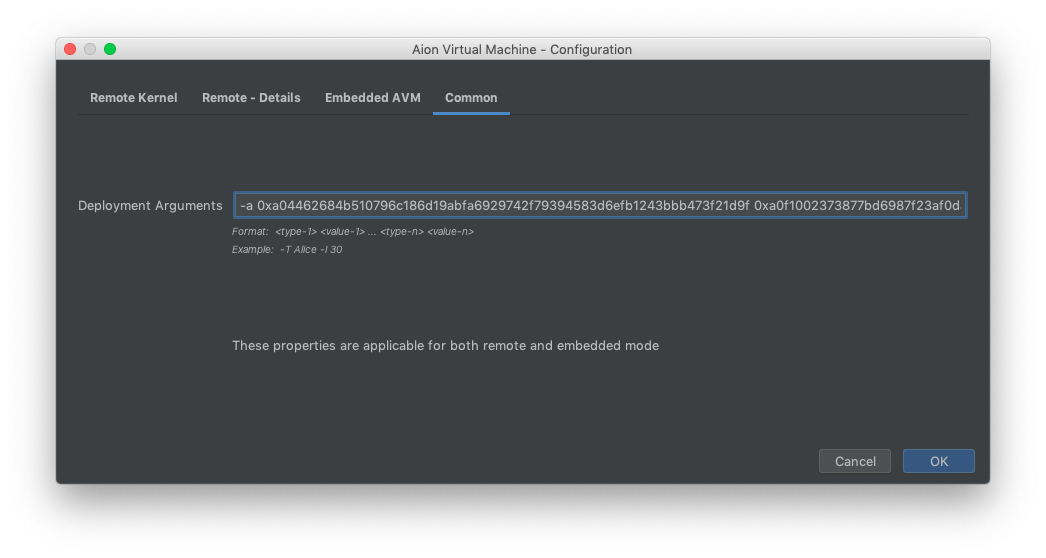 Aion Virtual Machine - Configuration
Remote Kernel Remote - Details Embedded AVM Common
Deployment Arguments -a 0xa04462684b510796c186d19abfa6929742f79394583d6efb1243bbb473f21d9f 0xa0f1002373877bd6987f23af0d
Format: <type-1> <value-1> ... <type-n> <value-n>
Example: -T Alice -I 30
These properties are applicable for both remote and embedded mode
Cancel OK